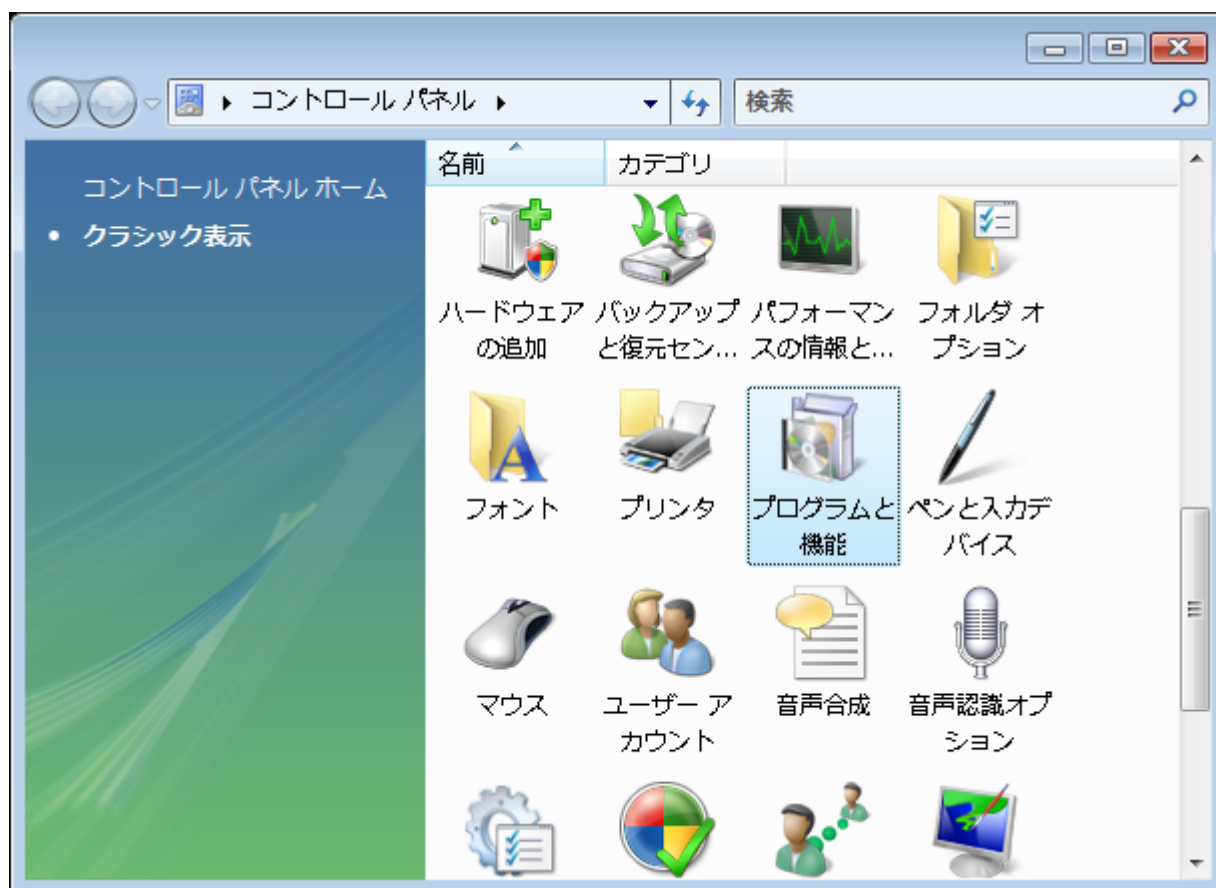 コントロール パネル
検索
コントロール パネル ホーム
クラシック表示
名前
カテゴリ
ハードウェア
の追加
バックアップ
と復元セン...
パフォーマン
スの情報と...
フォルダ オ
プション
フォント
プリンタ
プログラムと
機能
ペンと入力デ
バイス
マウス
ユーザー ア
カウント
音声合成
音声認識オプ
ション